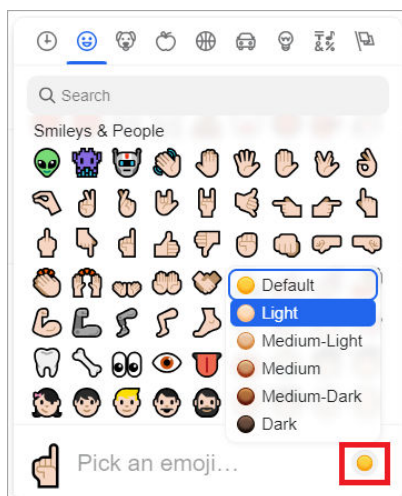 Search
Smileys & People
Default
Light
Medium-Light
Medium
Medium-Dark
Dark
Pick an emoji…